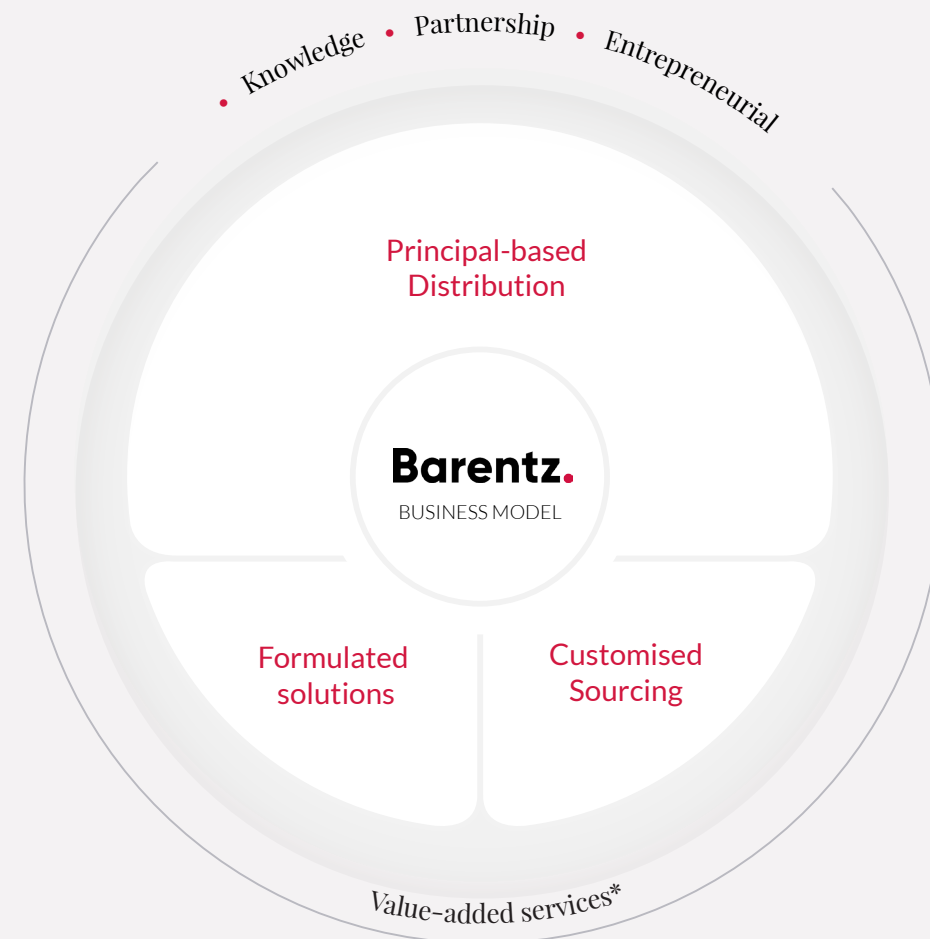 • Knowledge • Partnership • Entrepreneurial
Principal-based
Distribution
Barentz.
BUSINESS MODEL
Formulated
solutions
Customised
Sourcing
Value-added services*